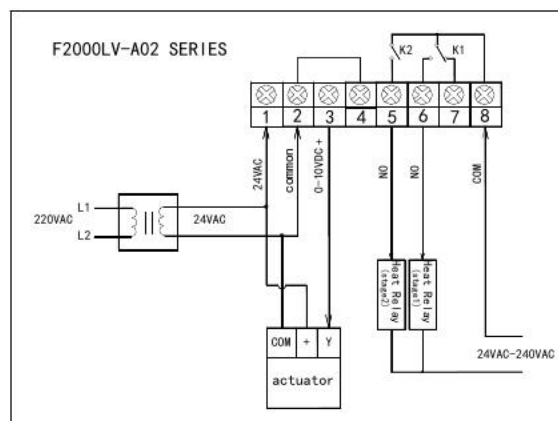 F2000LV-A02 SERIES
K2
K1
1 2 3 4 5 6 7 8
24VAC
common
0-10VDC +
NO
NO
COM
L1
220VAC
24VAC
L2
Heat Relay
(stage2)
Heat Relay
(stage1)
COM + Y
actuator
24VAC-240VAC